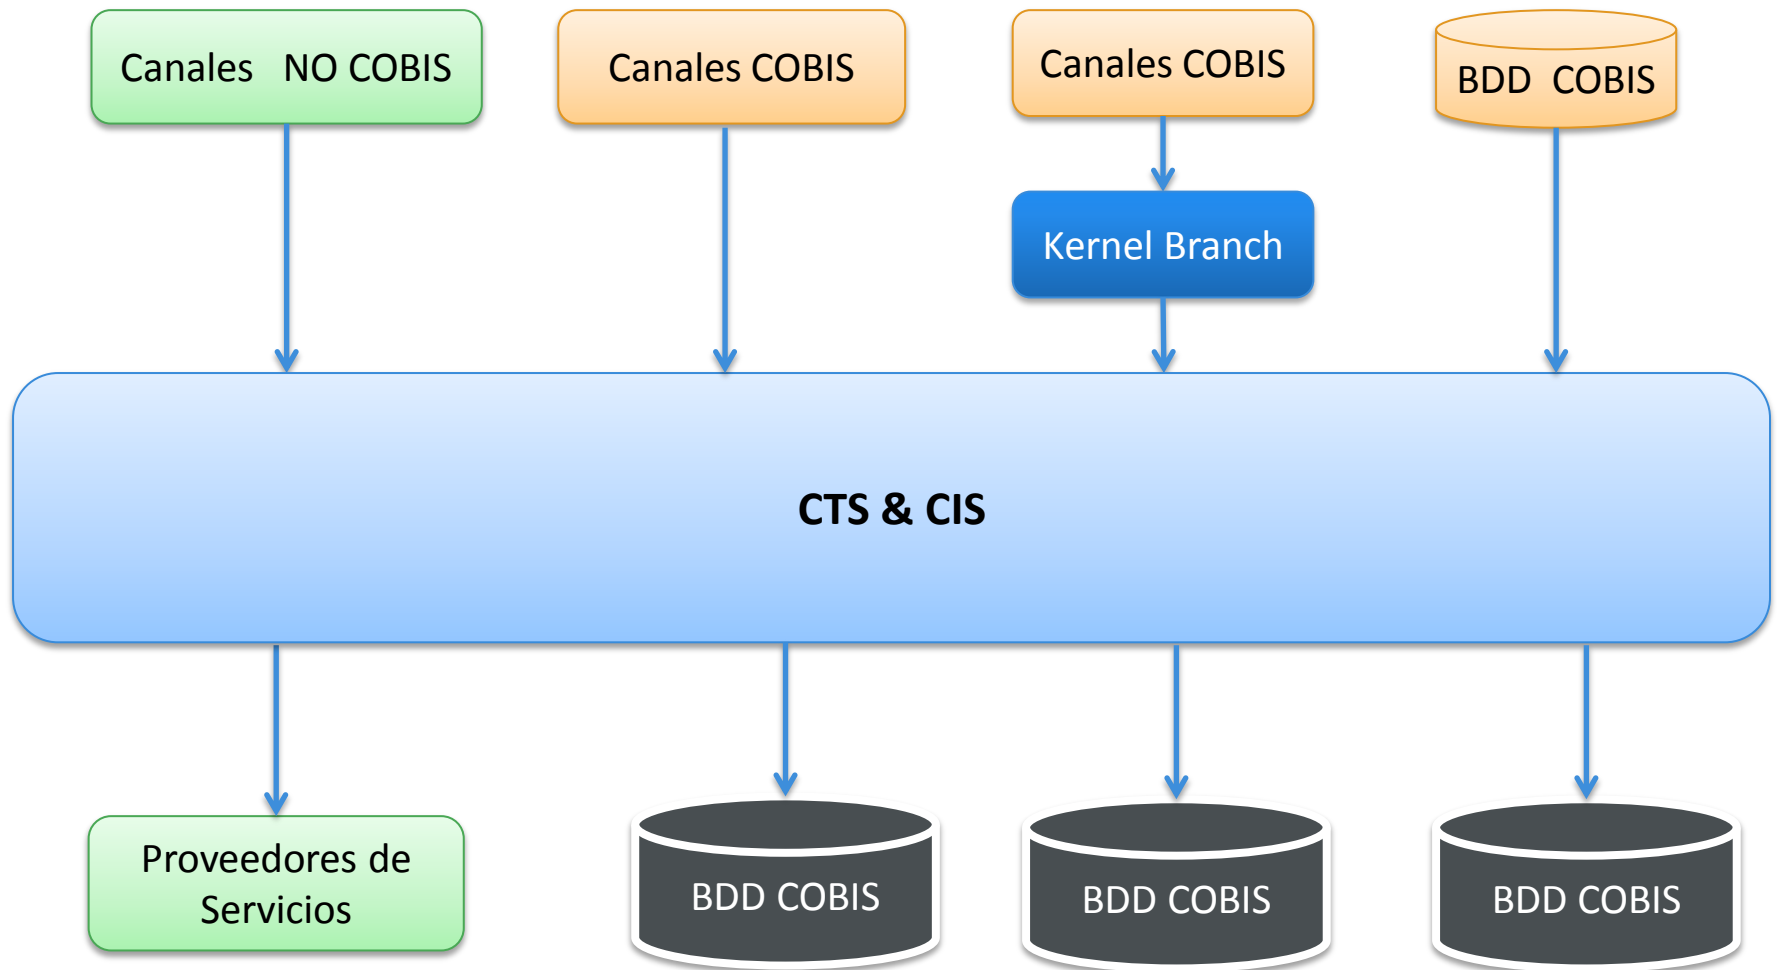 Canales NO COBIS
Canales COBIS
Canales COBIS
BDD COBIS
Kernel Branch
CTS & CIS
Proveedores de
Servicios
BDD COBIS
BDD COBIS
BDD COBIS